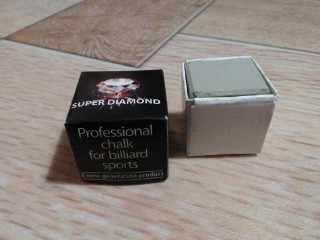 SUPER DIAMOND
Professional
chalk
for billiard
sports
A new generation product